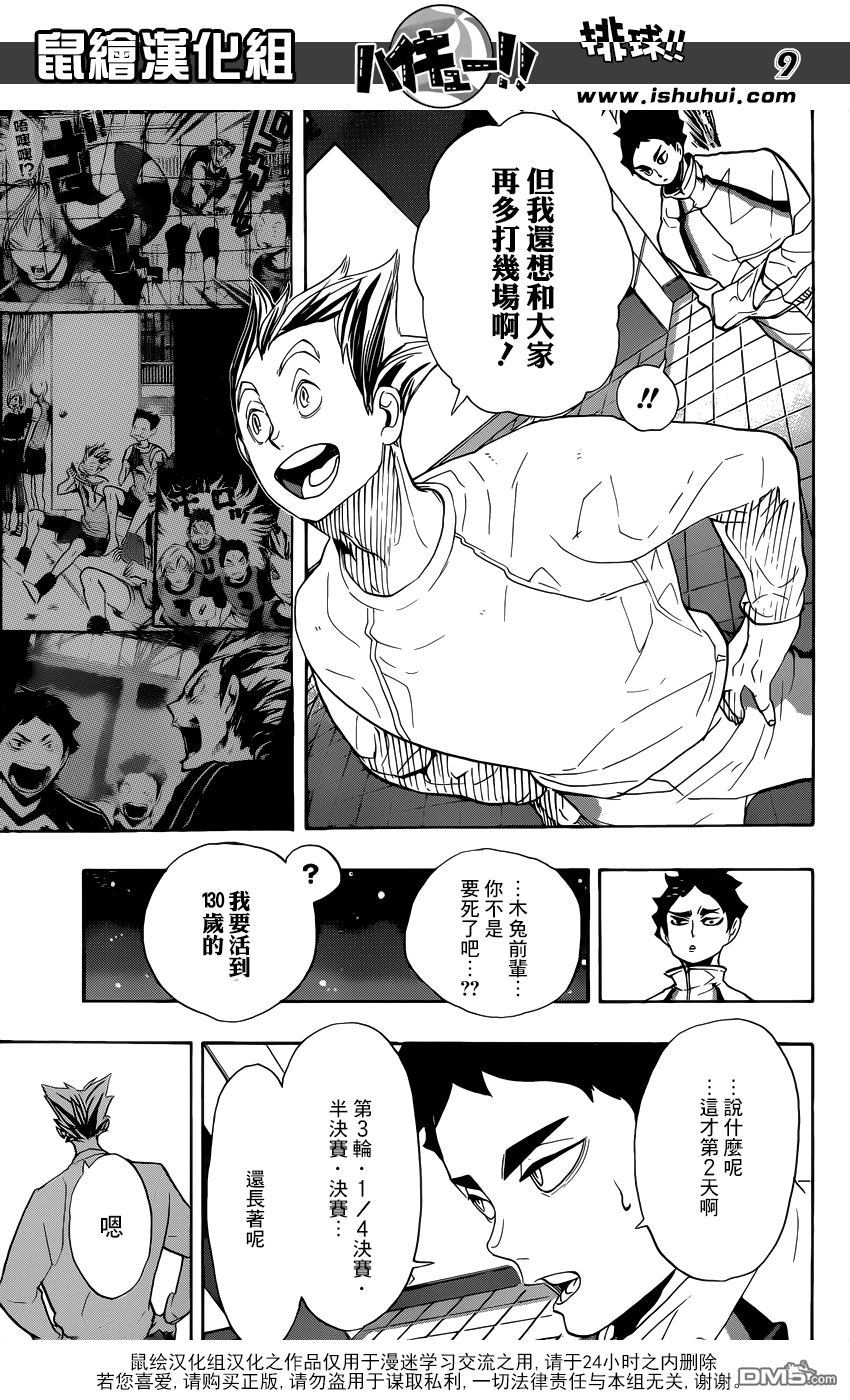 鼠繪漢化組
ハイキュー!!
排球!!
9
www.ishuhui.com
但我還想和大家
再多打幾場啊！
!!
唔嘎嘎!?
…木兔前輩…
你不是
要死了吧…??
?
我要活到
130歲的
…說什麼呢
…這才第2天啊
第3輪·1/4決賽·
半決賽·決賽…
還長著呢
嗯
鼠绘汉化组汉化之作品仅用于漫迷学习交流之用, 请于24小时之内删除
若您喜爱, 请购买正版, 请勿用于谋取私利, 一切法律责任与本组无关, 谢谢.
DM5.com